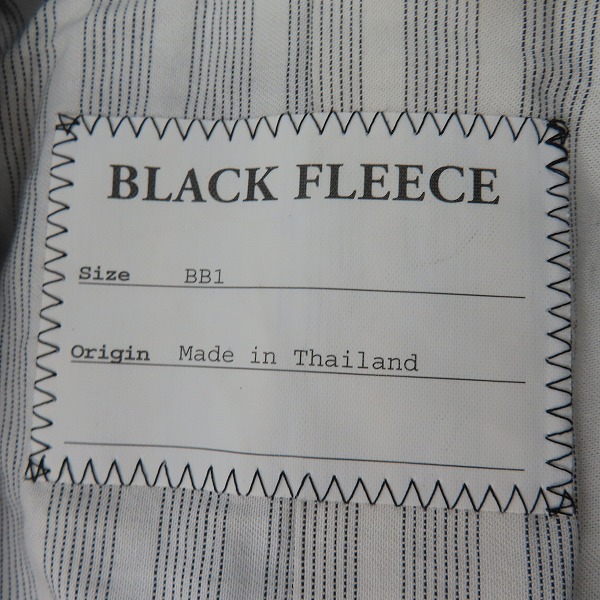 BLACK FLEECE
Size BB1
Origin Made in Thailand